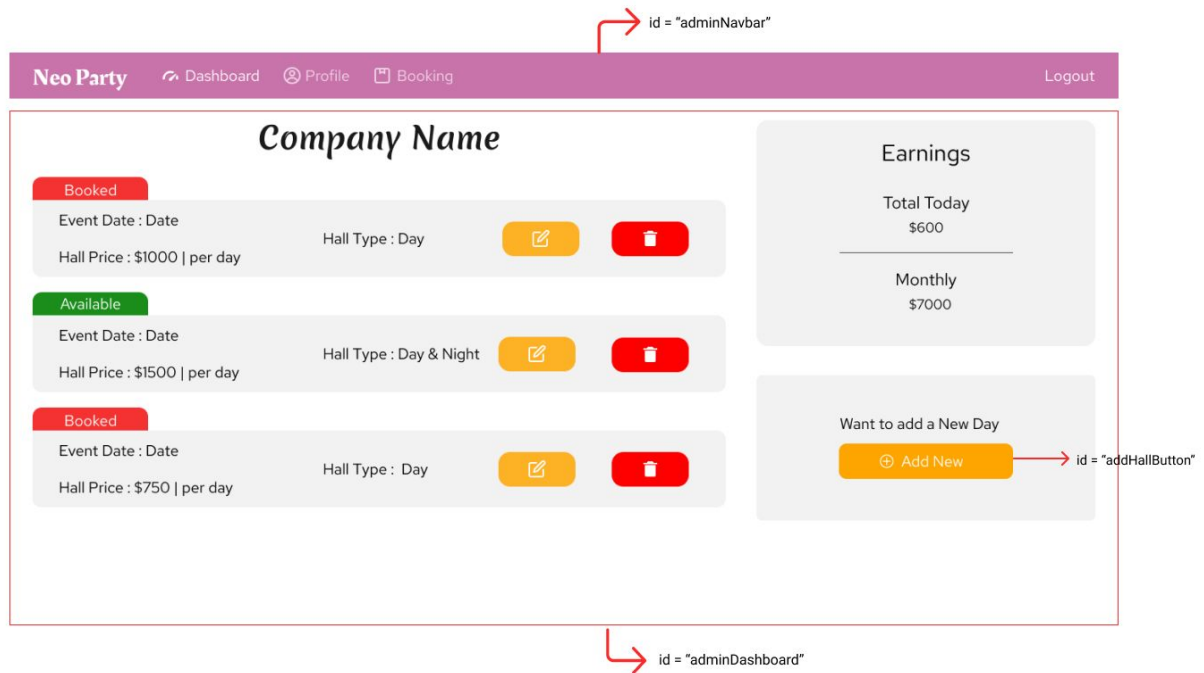 id = “adminNavbar”
Neo Party Dashboard Profile Booking Logout
Company Name
Booked
Event Date : Date
Hall Price : $1000 | per day
Hall Type : Day
Available
Event Date : Date
Hall Price : $1500 | per day
Hall Type : Day & Night
Booked
Event Date : Date
Hall Price : $750 | per day
Hall Type : Day
Earnings
Total Today
$600
Monthly
$7000
Want to add a New Day
Add New
id = “addHallButton”
id = “adminDashboard”